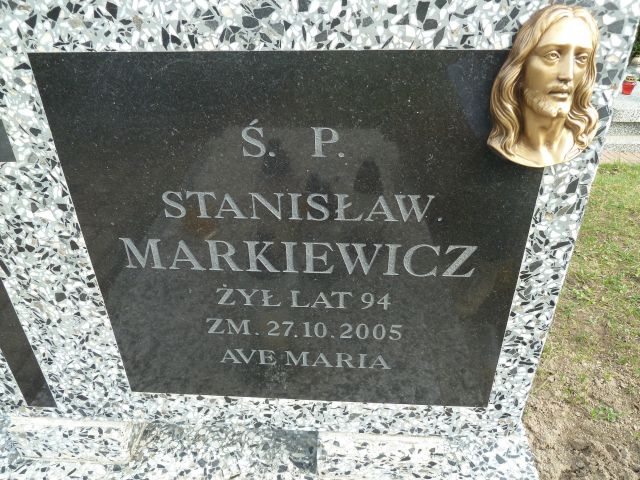 Ś. P.
STANISŁAW
MARKIEWICZ
ŻYŁ LAT 94
ZM. 27.10.2005
AVE MARIA